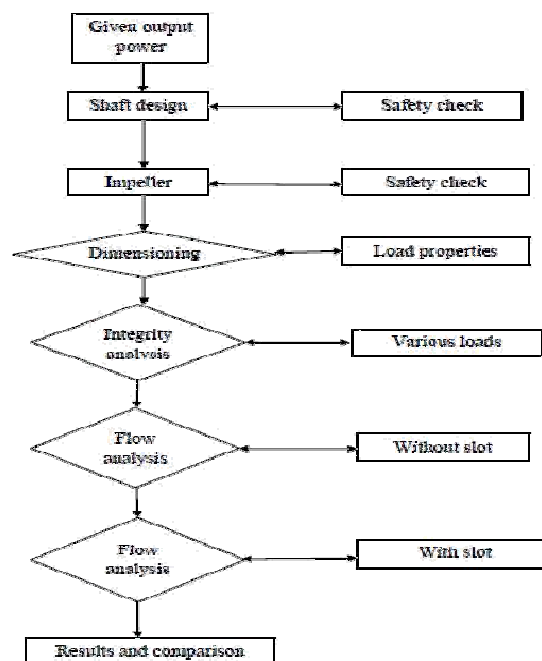 Given output
power
Shaft design
Safety check
Impeller
Safety check
Dimensioning
Load properties
Integrity
analysis
Various loads
Flow
analysis
Without slot
Flow
analysis
With slot
Results and comparison